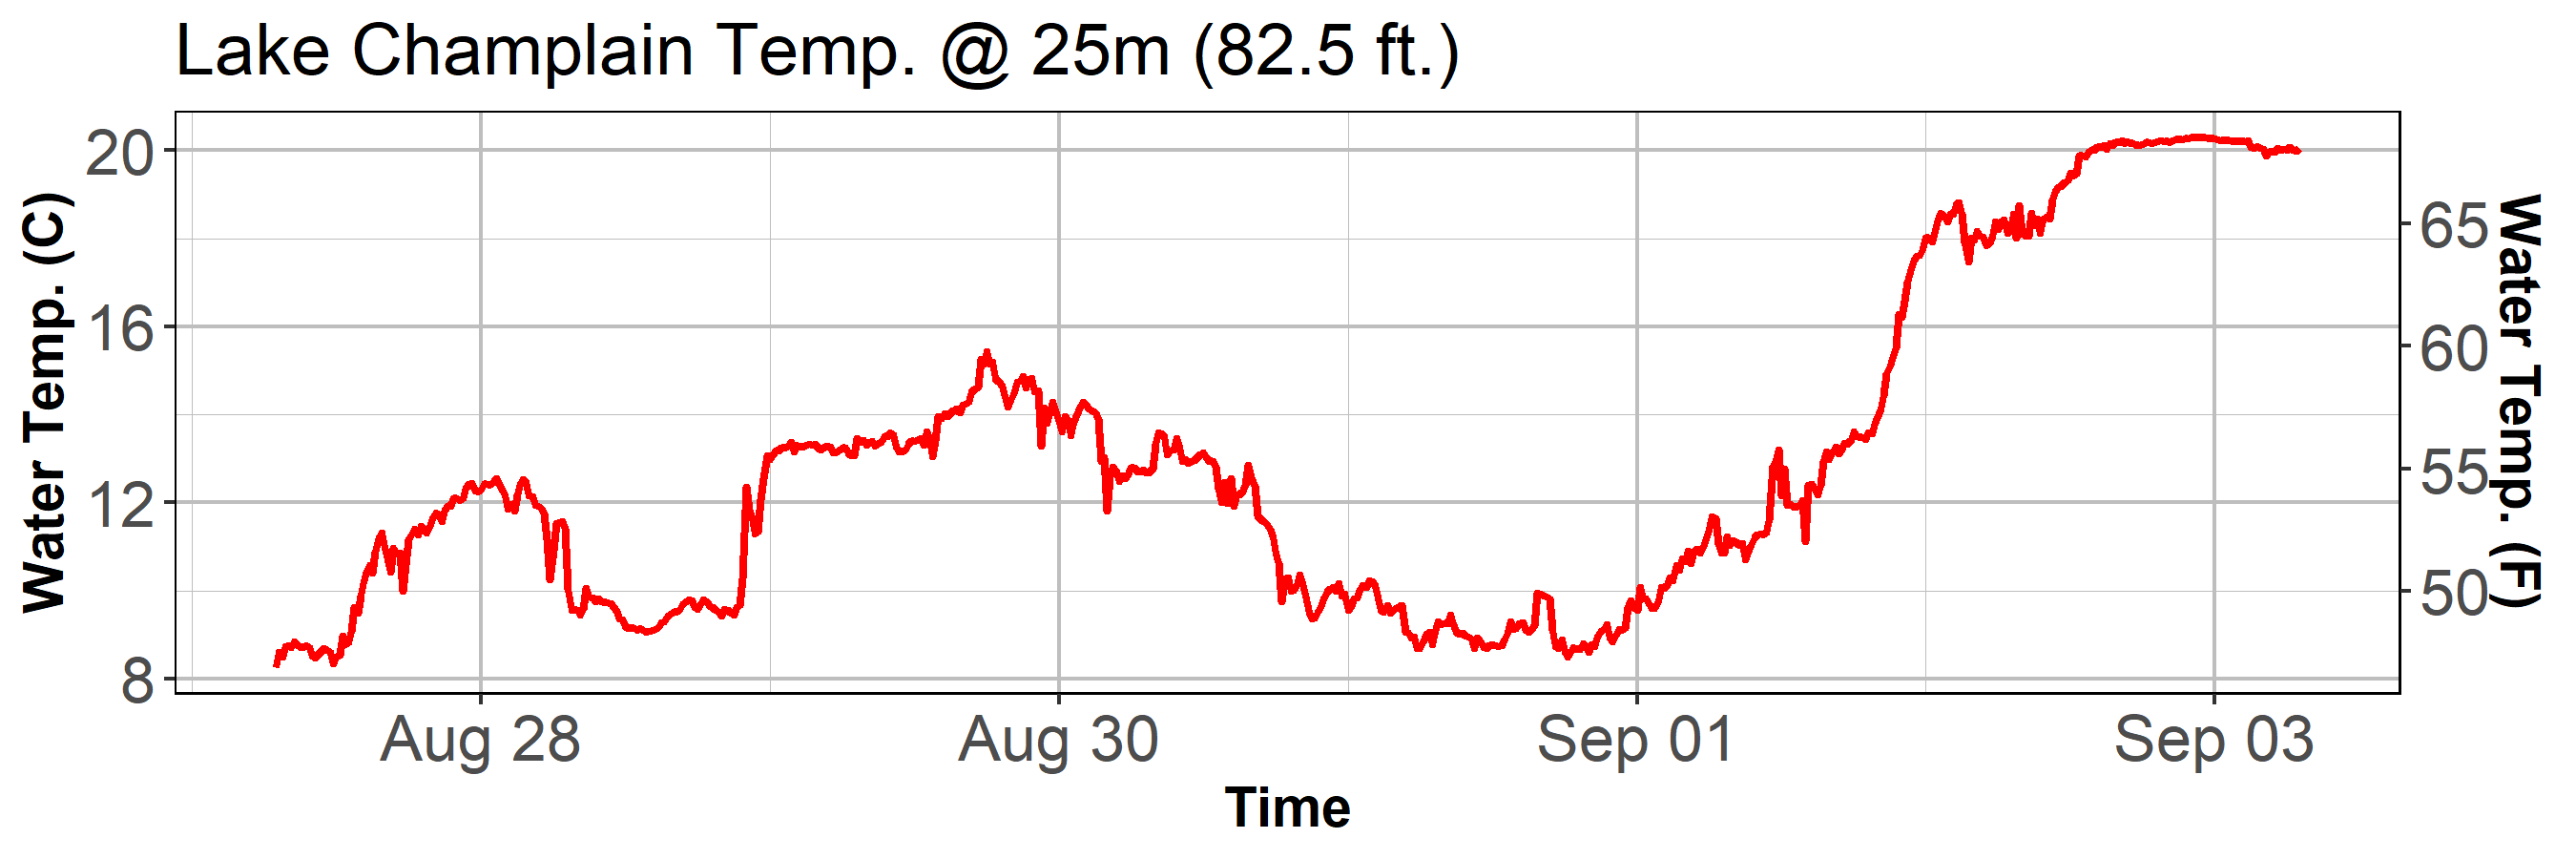 Lake Champlain Temp. @ 25m (82.5 ft.)
Water Temp. (C)
20
16
12
8
65
60
55
50
Water Temp. (F)
Aug 28
Aug 30
Sep 01
Sep 03
Time